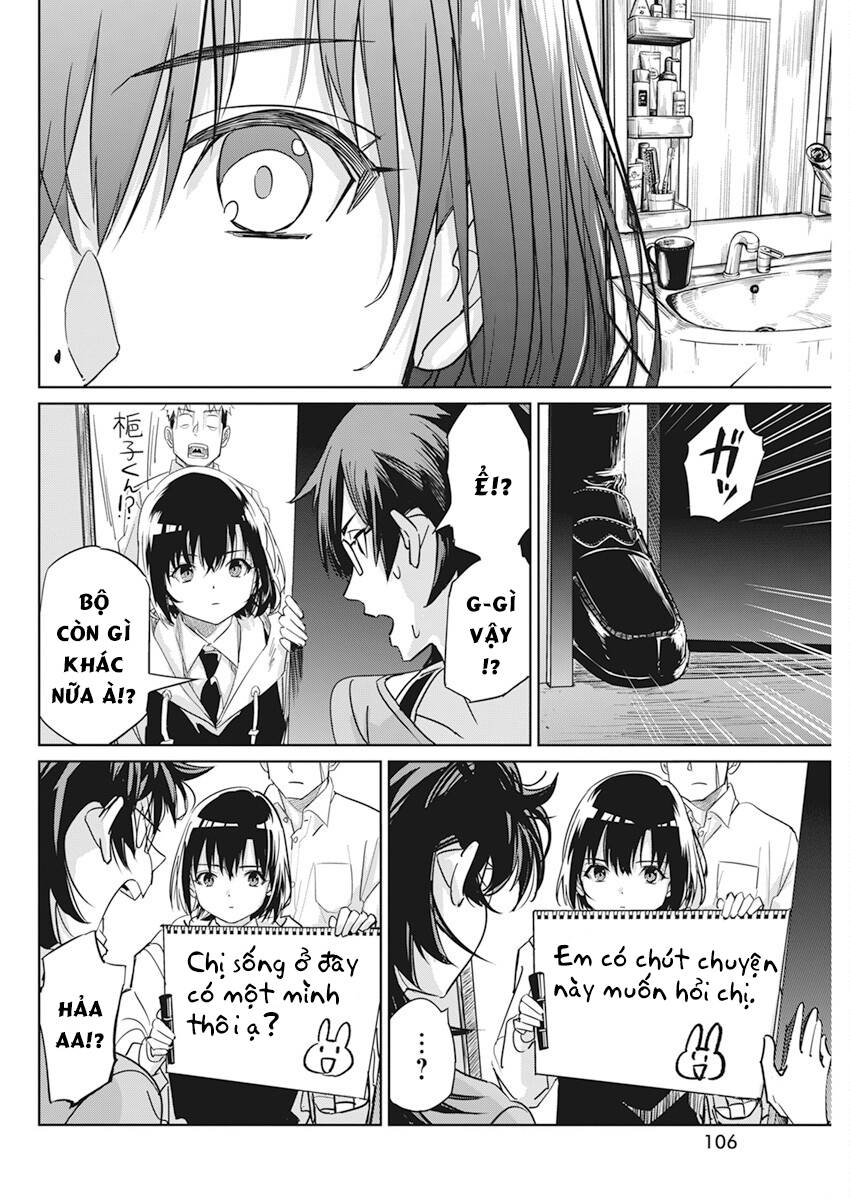 ガッ
Ể!?
G-GÌ
VẬY
!?
梔子くん!?
BỘ
CÒN GÌ
KHÁC
NỮA À!?
Em có chút chuyện
này muốn hỏi chị.
...?
Chị sống ở đây
có một mình
thôi ạ?
HẢA
AA!?
106